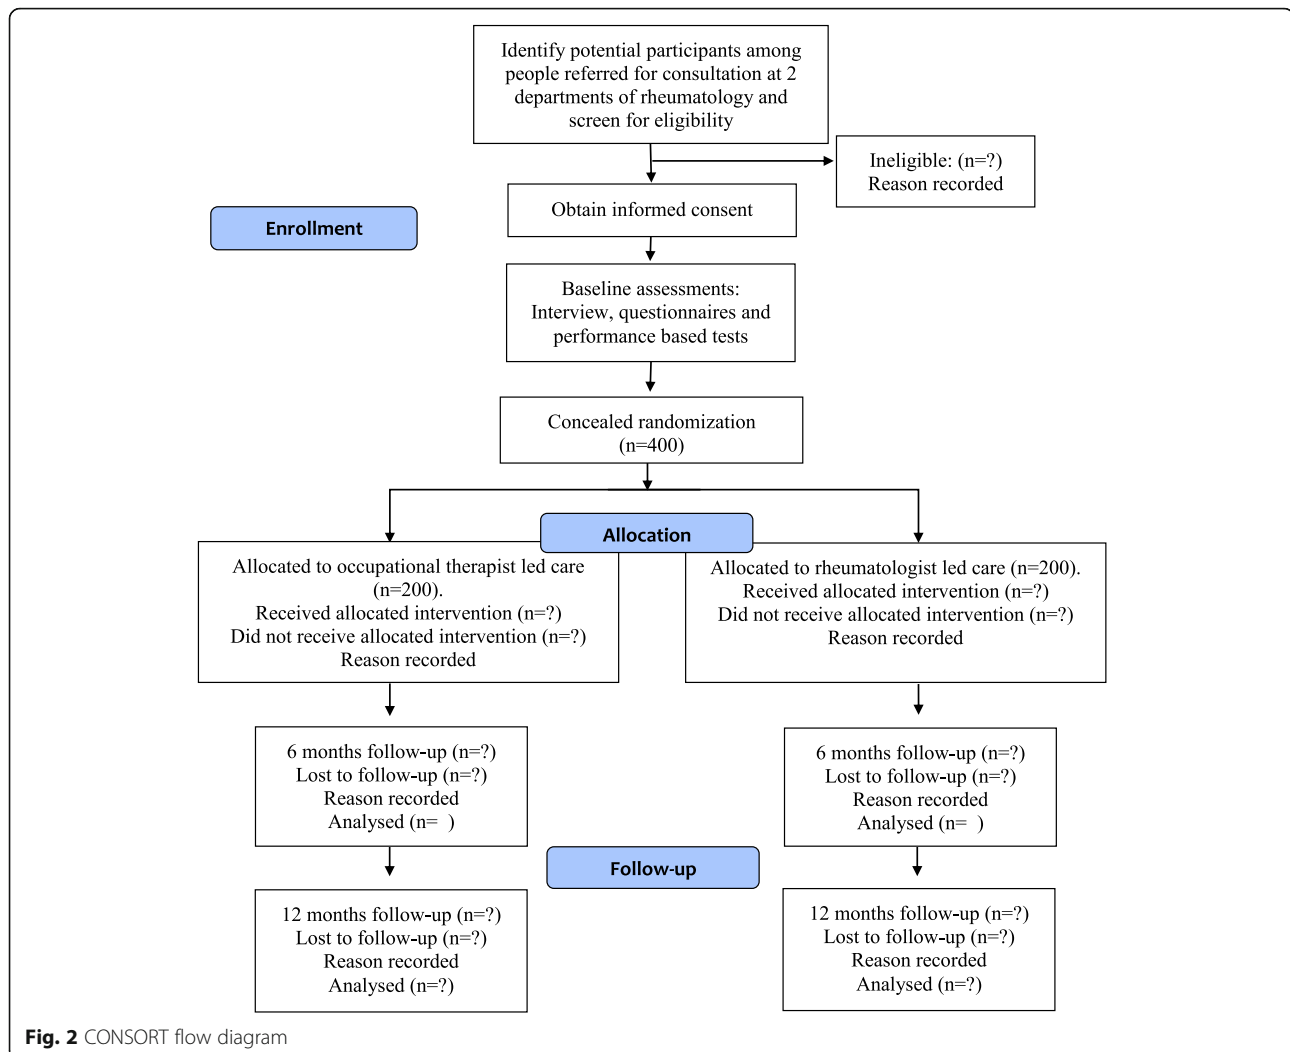 Identify potential participants among
people referred for consultation at 2
departments of rheumatology and
screen for eligibility
Ineligible: (n=?)
Reason recorded
Obtain informed consent
Enrollment
Baseline assessments:
Interview, questionnaires and
performance based tests
Concealed randomization
(n=400)
Allocation
Allocated to occupational therapist led care
(n=200).
Received allocated intervention (n=?)
Did not receive allocated intervention (n=?)
Reason recorded
Allocated to rheumatologist led care (n=200).
Received allocated intervention (n=?)
Did not receive allocated intervention (n=?)
Reason recorded
6 months follow-up (n=?)
Lost to follow-up (n=?)
Reason recorded
Analysed (n=  )
6 months follow-up (n=?)
Lost to follow-up (n=?)
Reason recorded
Analysed (n=  )
Follow-up
12 months follow-up (n=?)
Lost to follow-up (n=?)
Reason recorded
Analysed (n=?)
12 months follow-up (n=?)
Lost to follow-up (n=?)
Reason recorded
Analysed (n=?)
Fig. 2 CONSORT flow diagram